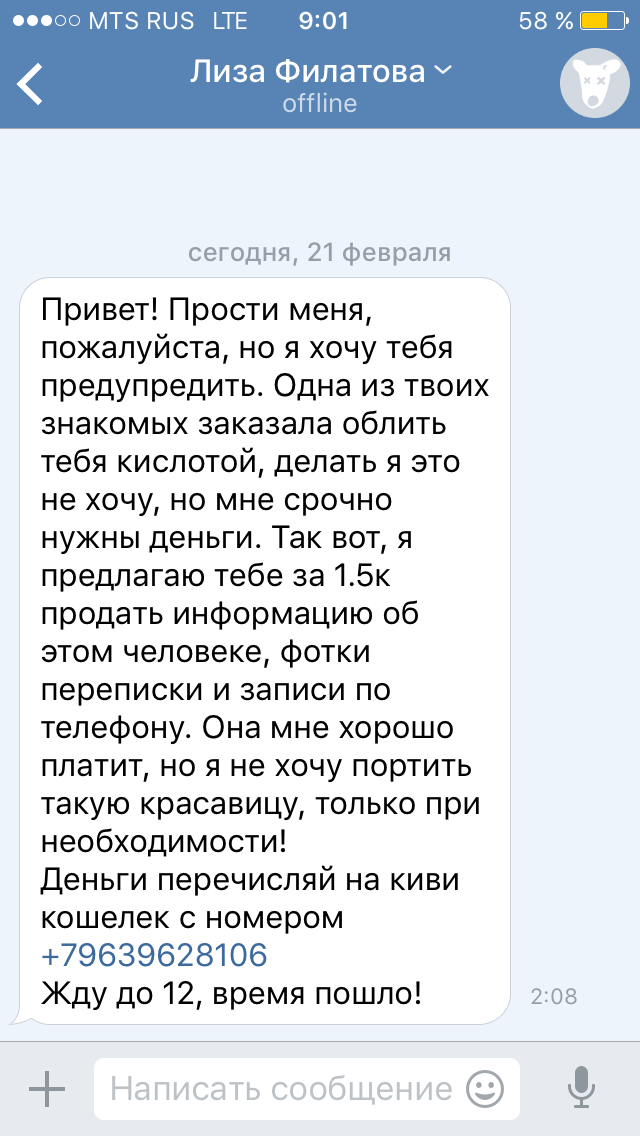 MTS RUS LTE 9:01 58 %
Лиза Филатова
offline
сегодня, 21 февраля
Привет! Прости меня,
пожалуйста, но я хочу тебя
предупредить. Одна из твоих
знакомых заказала облить
тебя кислотой, делать я это
не хочу, но мне срочно
нужны деньги. Так вот, я
предлагаю тебе за 1.5к
продать информацию об
этом человеке, фотки
переписки и записи по
телефону. Она мне хорошо
платит, но я не хочу портить
такую красавицу, только при
необходимости!
Деньги перечисляй на киви
кошелек с номером
+79639628106
Жду до 12, время пошло!
2:08
Написать сообщение